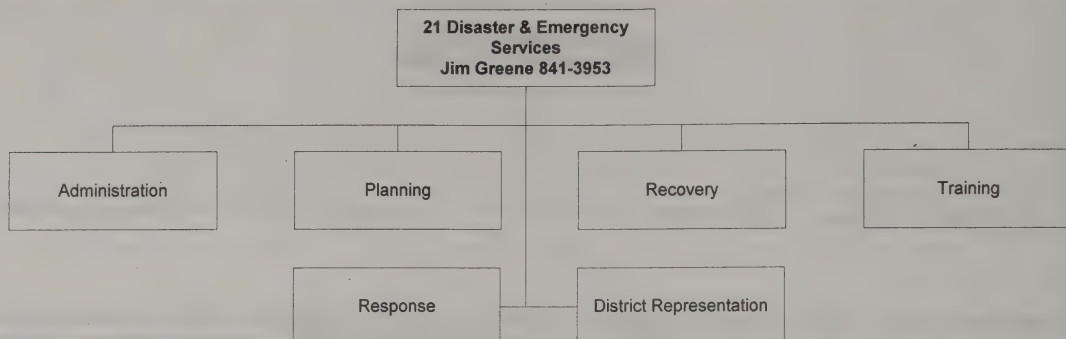 21 Disaster & Emergency
Services
Jim Greene 841-3953
Administration
Planning
Recovery
Training
Response
District Representation